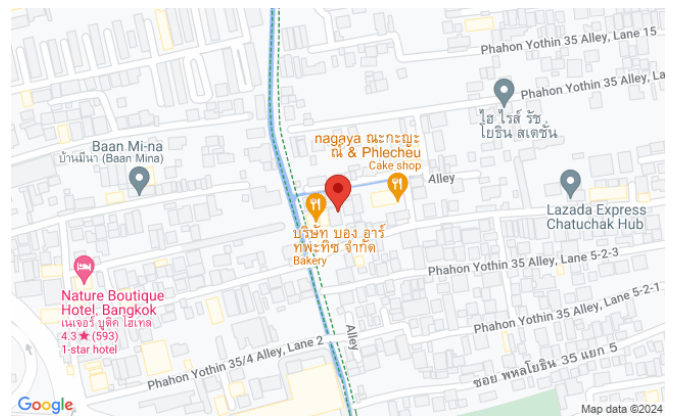 Phahon Yothin 35 Alley, Lane 15
Phahon Yothin 35 Alley, La
ไฮ ไรส์ รัช
โยธิน สเตชั่น
Baan Mi-na
บ้านมีนา (Baan Mina)
nagaya ณะกะญะ
ณี & Phlecheu
Cake shop
Alley
Lazada Express
Chatuchak Hub
บริษัท บอง อาร์
ทพะทิซ จำกัด
Bakery
Phahon Yothin 35 Alley, Lane 5-2-3
Nature Boutique
Hotel, Bangkok
เนเจอร์ บูติค โฮเทล
4.3★(593)
1-star hotel
Phahon Yothin 35 Alley, Lane 5-2-1
Alley
Phahon Yothin 35/4 Alley, Lane 2
ซอย พหลโยธิน 35 แยก 5
Google
Map data ©2024